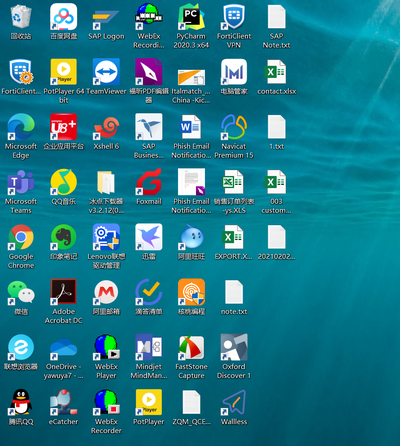 回收站
百度网盘
SAP Logon
WebEx
Recordi...
PyCharm
2020.3 x64
FortiClient
VPN
SAP
Note.txt
FortiClient...
PotPlayer 64
bit
TeamViewer
福昕PDF编辑
器
Italmatch_...
China -Kic...
电脑管家
contact.xlsx
Microsoft
Edge
企业应用平台
Xshell 6
SAP
Busines...
Phish Email
Notificatio...
Navicat
Premium 15
1.txt
Microsoft
Teams
QQ音乐
冰点下载器
v3.2.12(0...
Foxmail
Phish Email
Notificatio...
销售订单列表
-ys.XLS
003
custom...
Google
Chrome
印象笔记
Lenovo联想
驱动管理
迅雷
阿里旺旺
EXPORT.X...
20210202...
微信
Adobe
Acrobat DC
阿里邮箱
滴答清单
核桃编程
note.txt
联想浏览器
OneDrive -
yawuya7 -...
WebEx
Player
Mindjet
MindMan...
FastStone
Capture
Oxford
Discover 1
腾讯QQ
eCatcher
WebEx
Recorder
PotPlayer
ZQM_QCE...
Wallless